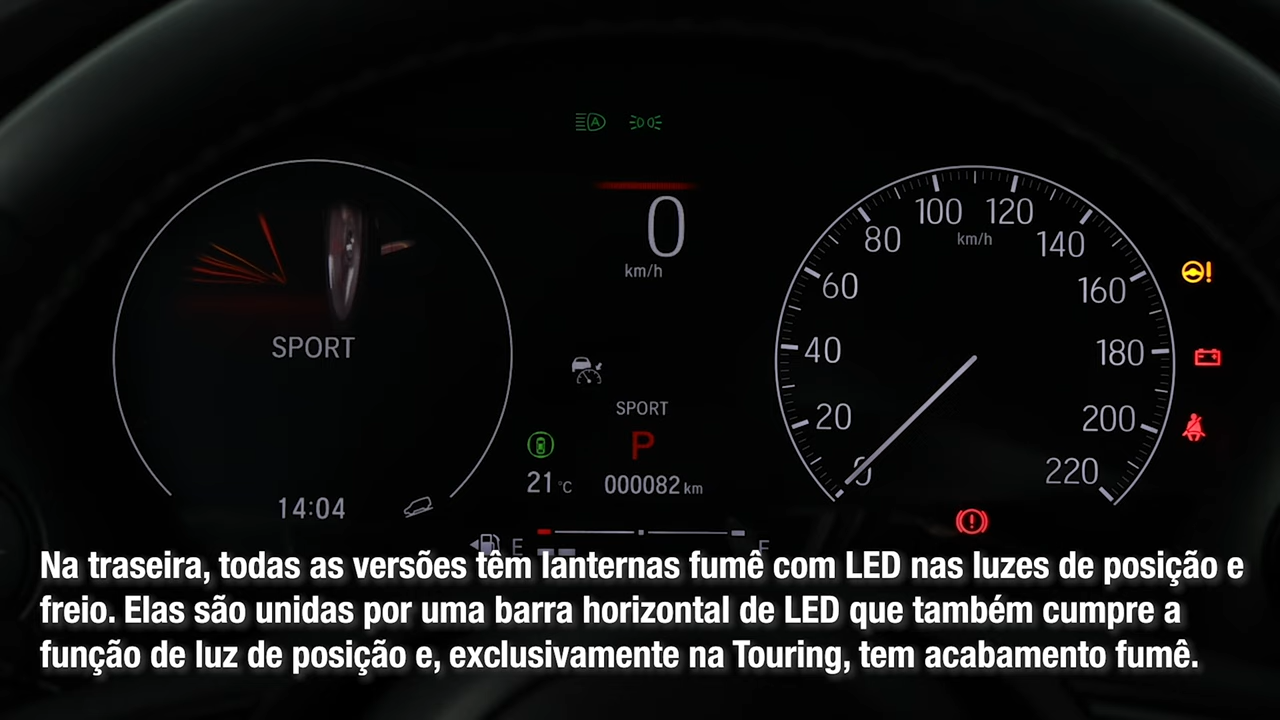 0
km/h
SPORT
14:04
SPORT
P
21 °C 000082 km
E F
0 20 40 60 80 100 120 140 160 180 200 220
km/h
Na traseira, todas as versões têm lanternas fumê com LED nas luzes de posição e
freio. Elas são unidas por uma barra horizontal de LED que também cumpre a
função de luz de posição e, exclusivamente na Touring, tem acabamento fumê.